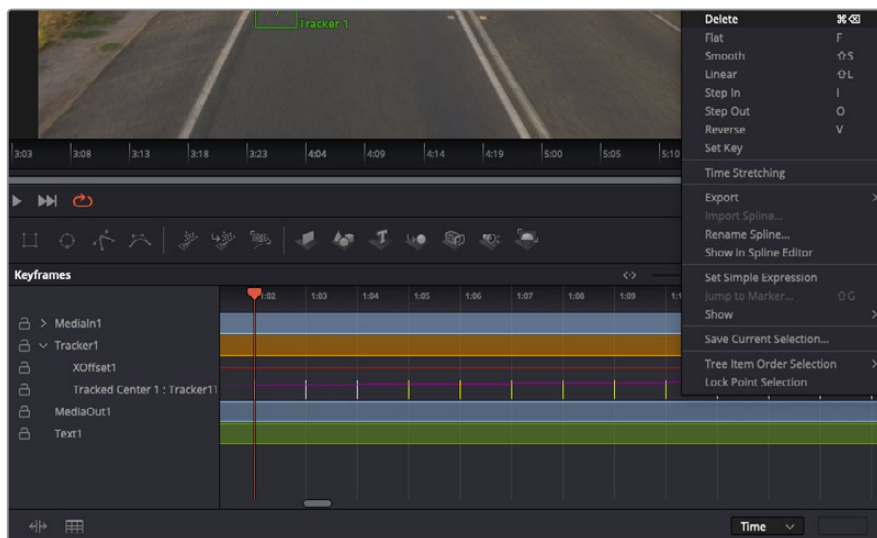 Tracker 1
Delete ⌘⌫
Flat F
Smooth ⇧S
Linear ⇧L
Step In I
Step Out O
Reverse V
Set Key
Time Stretching
Export
Import Spline...
Rename Spline...
Show in Spline Editor
Set Simple Expression
Jump to Marker... ⇧G
Show
Save Current Selection...
Tree Item Order Selection
Lock Point Selection
3:03 3:08 3:13 3:18 3:23 4:04 4:09 4:14 4:19 5:00 5:05 5:10
Keyframes
1:02 1:03 1:04 1:05 1:06 1:07 1:08 1:09
MediaIn1
Tracker1
XOffset1
Tracked Center 1 : Tracker1
MediaOut1
Text1
Time